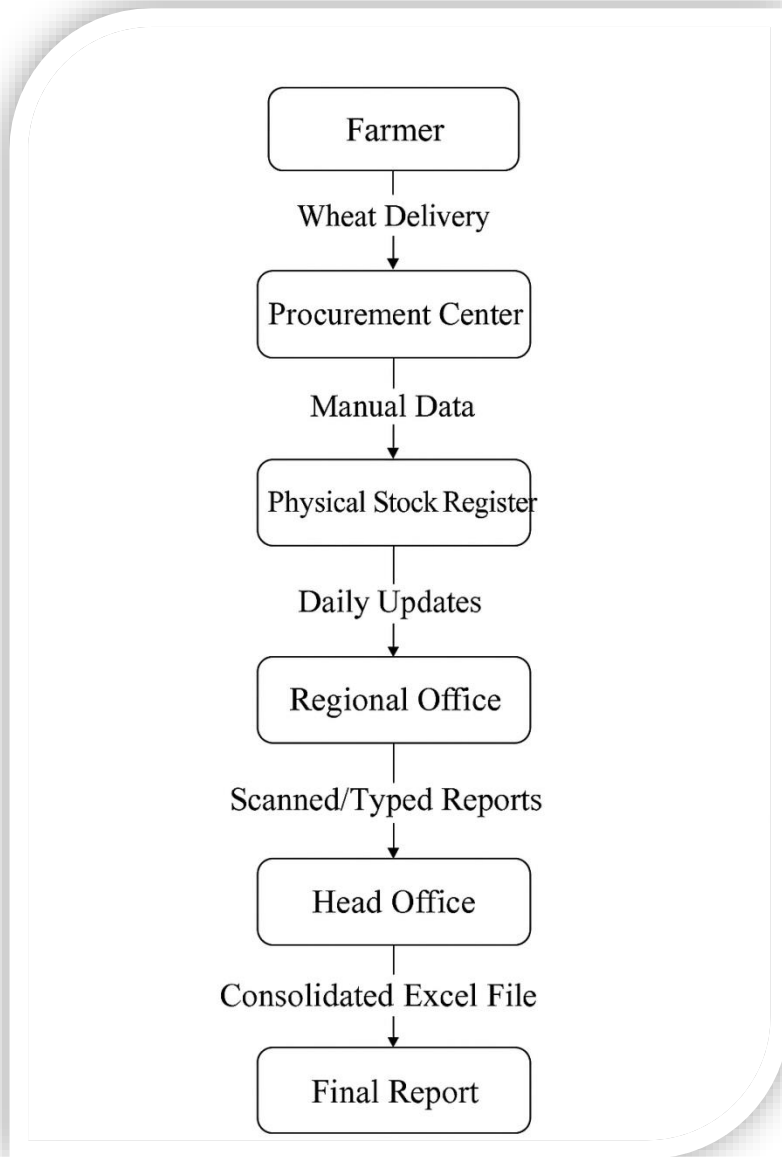 Farmer
Wheat Delivery
Procurement Center
Manual Data
Physical Stock Register
Daily Updates
Regional Office
Scanned/Typed Reports
Head Office
Consolidated Excel File
Final Report